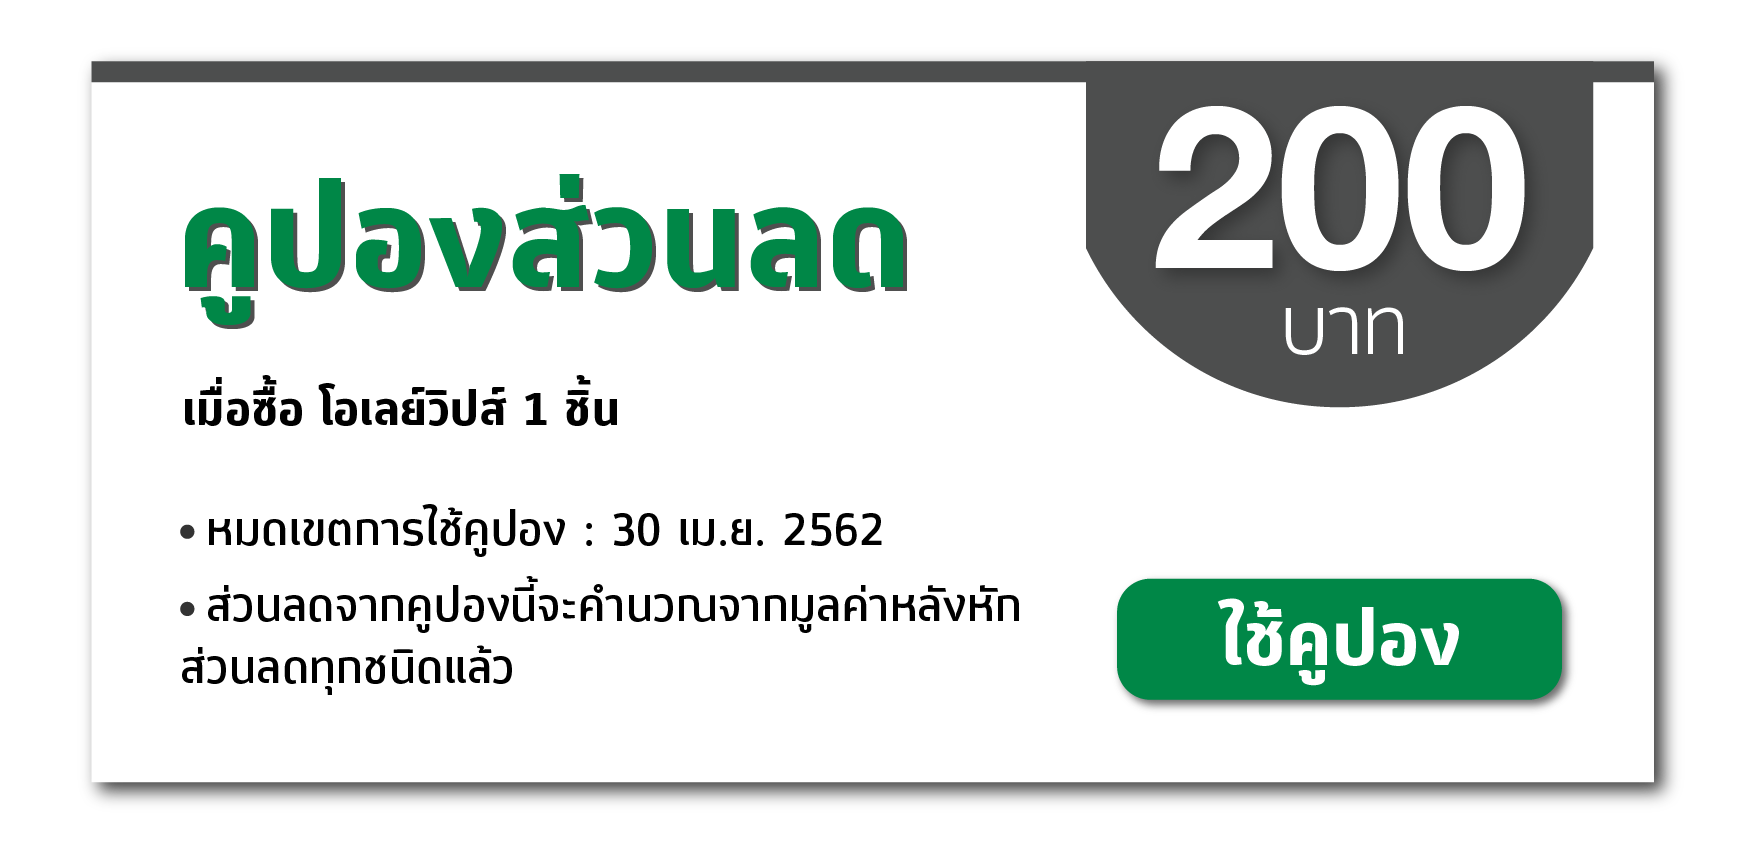 200
บาท
คูปองส่วนลด
เมื่อซื้อ โอเลย์วิปส์ 1 ชิ้น
• หมดเขตการใช้คูปอง : 30 เม.ย. 2562
• ส่วนลดจากคูปองนี้จะคำนวณจากมูลค่าหลังหัก
ส่วนลดทุกชนิดแล้ว
ใช้คูปอง